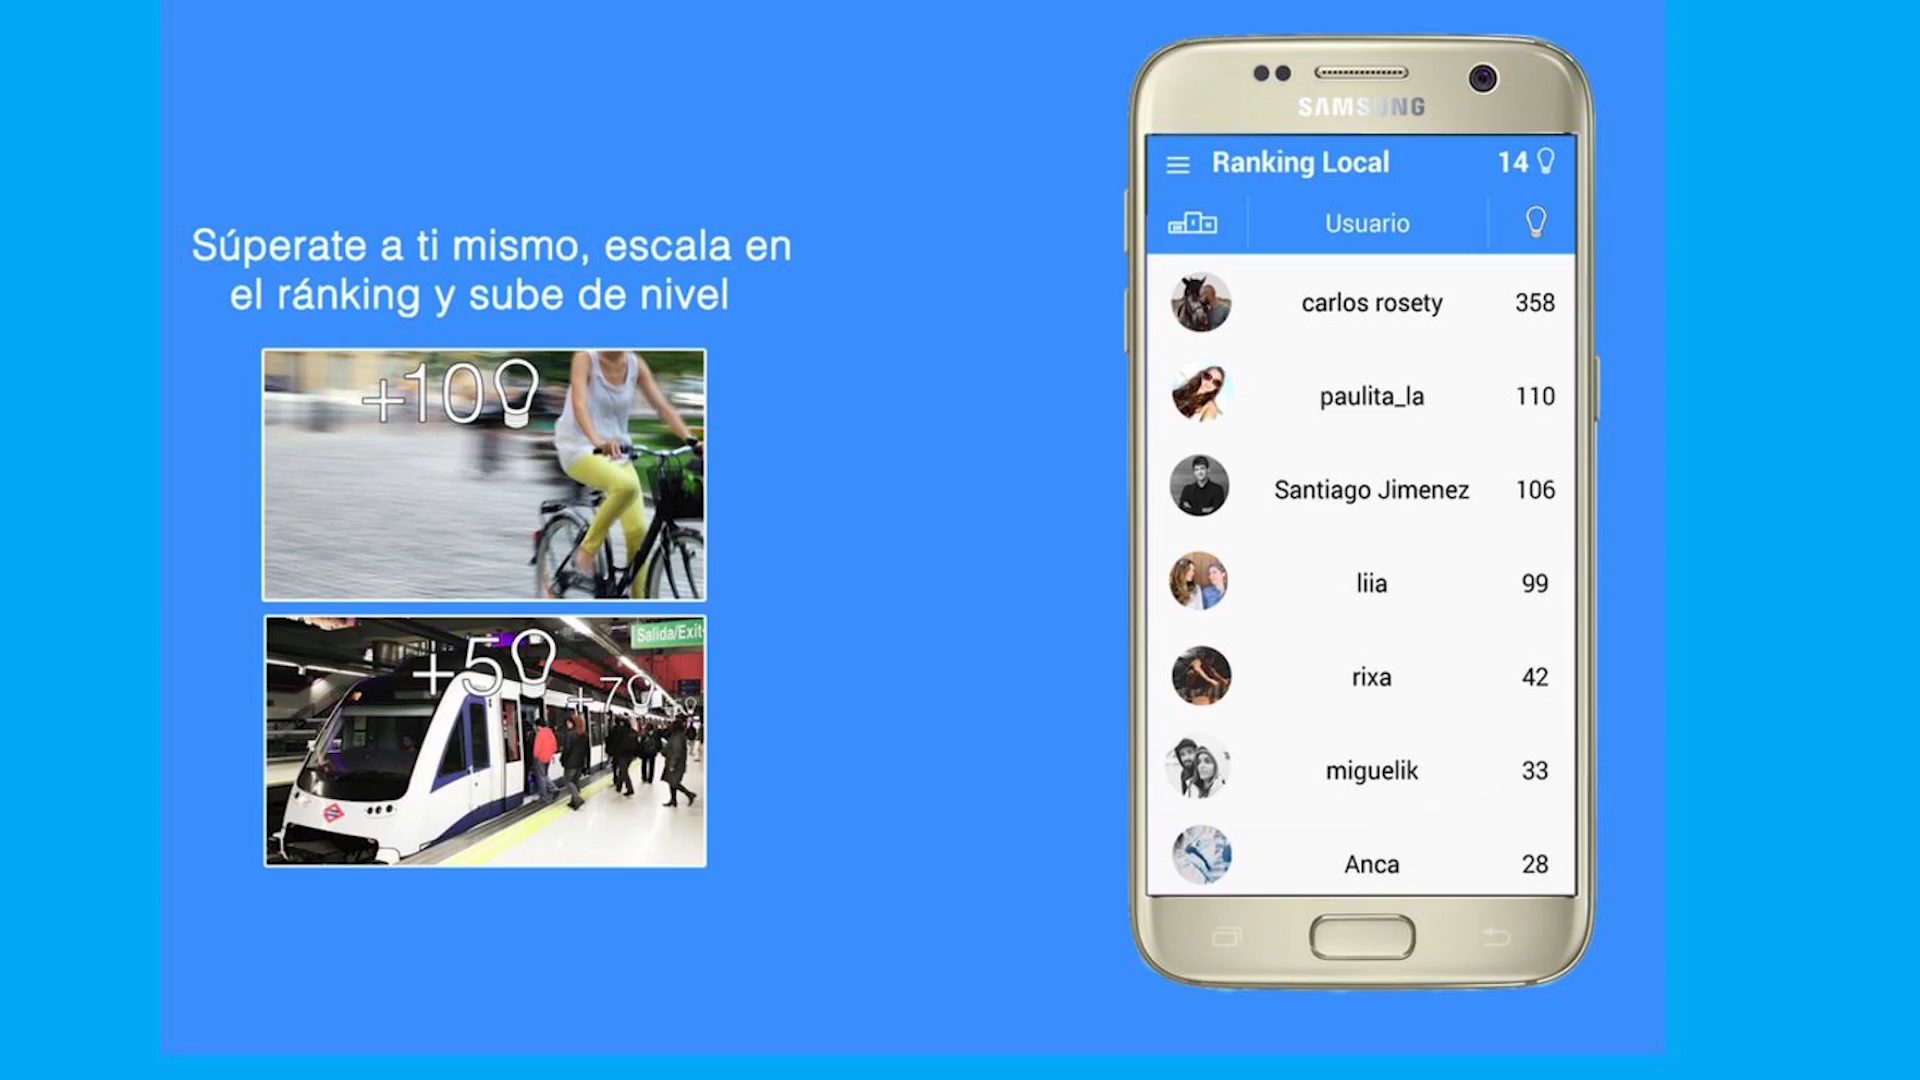 Súperate a ti mismo, escala en
el ránking y sube de nivel
+10
Salida/Exit
+5
+7
SAMSUNG
Ranking Local 14
Usuario
carlos rosety 358
paulita_la 110
Santiago Jimenez 106
liia 99
rixa 42
miguelik 33
Anca 28